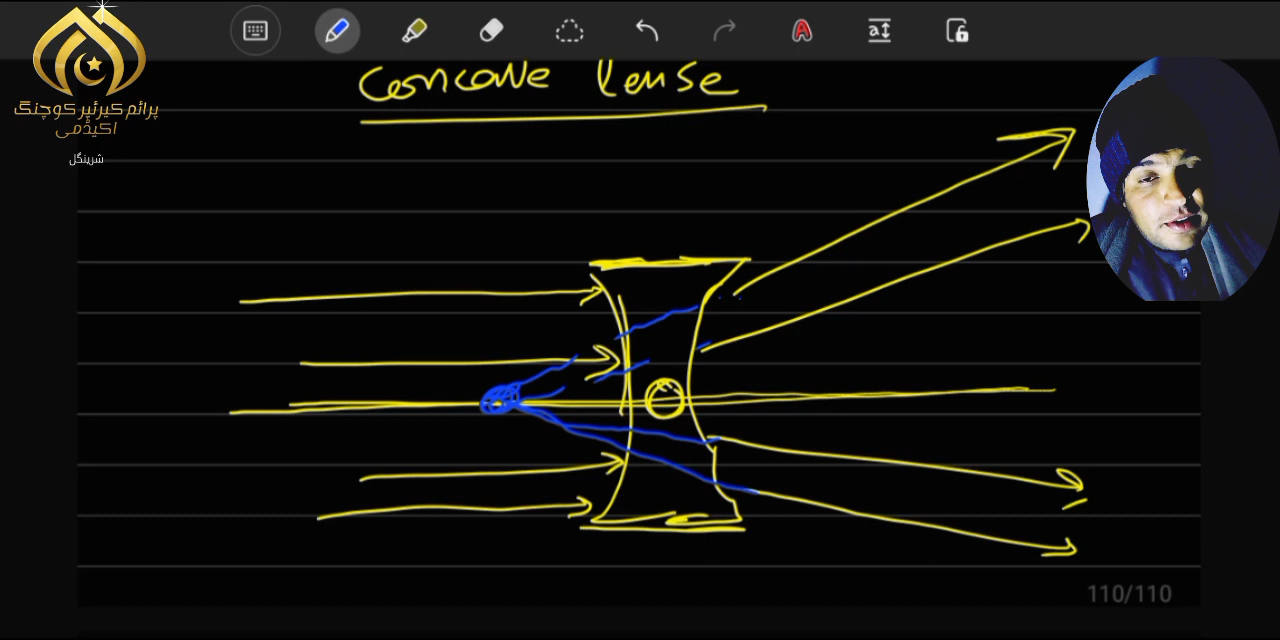 پرائم کیرئیر کوچنگ
اکیڈمی
شرینگل
A
a
Concave lense
110/110